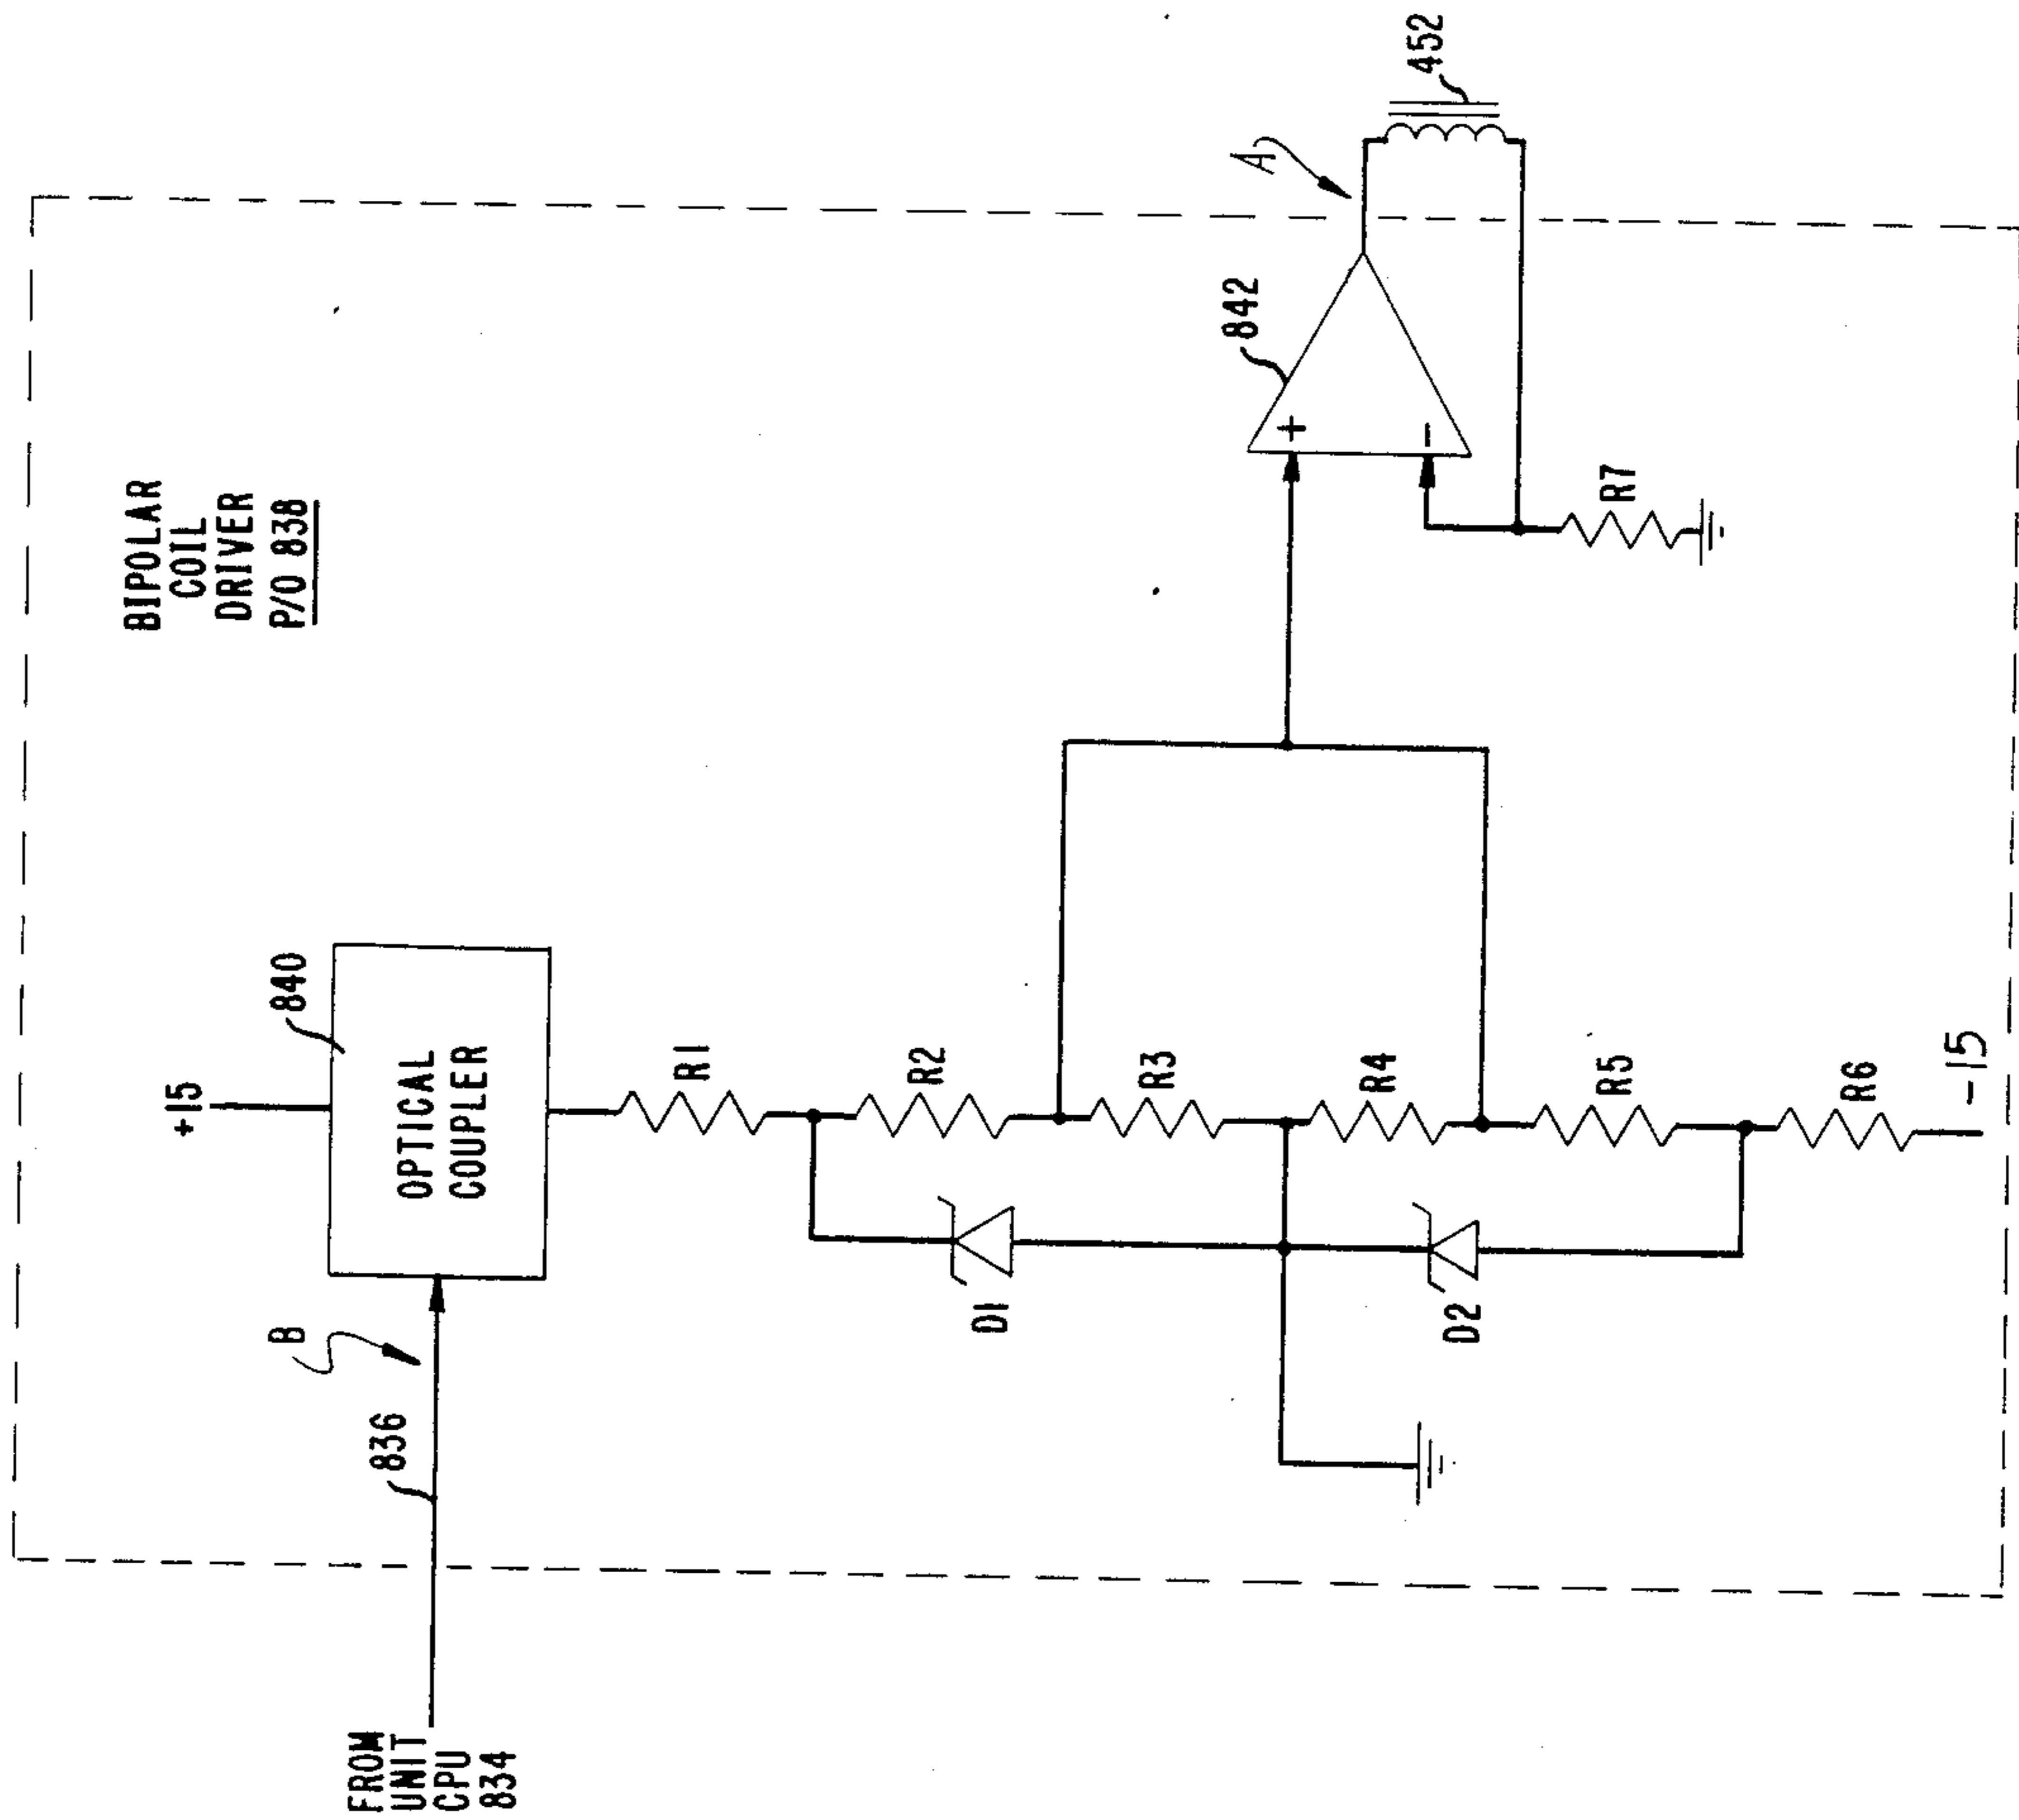 BIPOLAR
COIL
DRIVER
P/O 838
+15
840
OPTICAL
COUPLER
B
836
FROM
UNIT
CPU
834
R1
R2
R3
R4
R5
R6
-15
D1
D2
842
+
-
R7
A
452